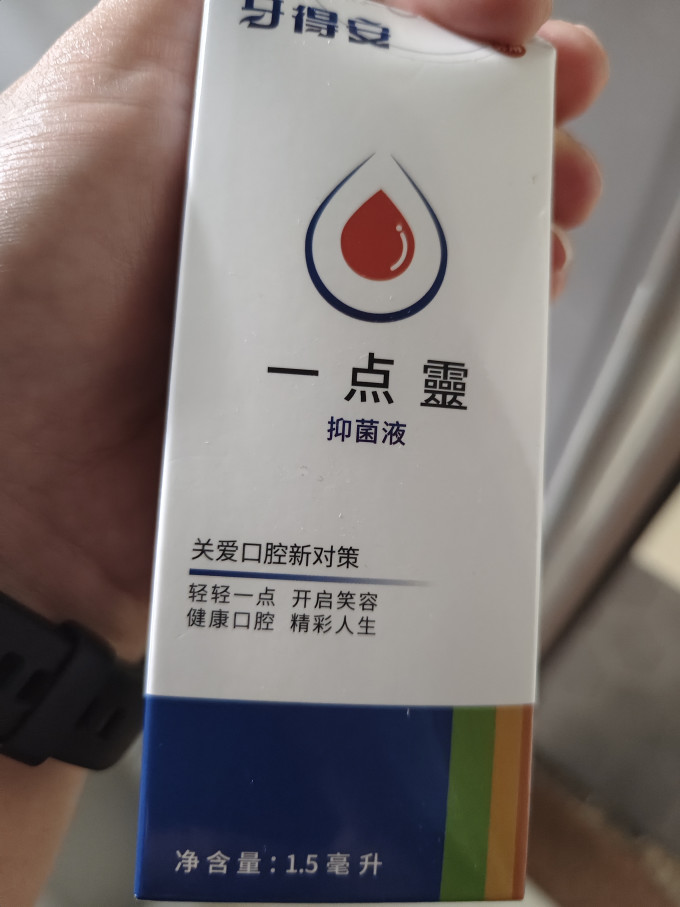 牙得安
一点靈
抑菌液
关爱口腔新对策
轻轻一点 开启笑容
健康口腔 精彩人生
净含量:1.5毫升